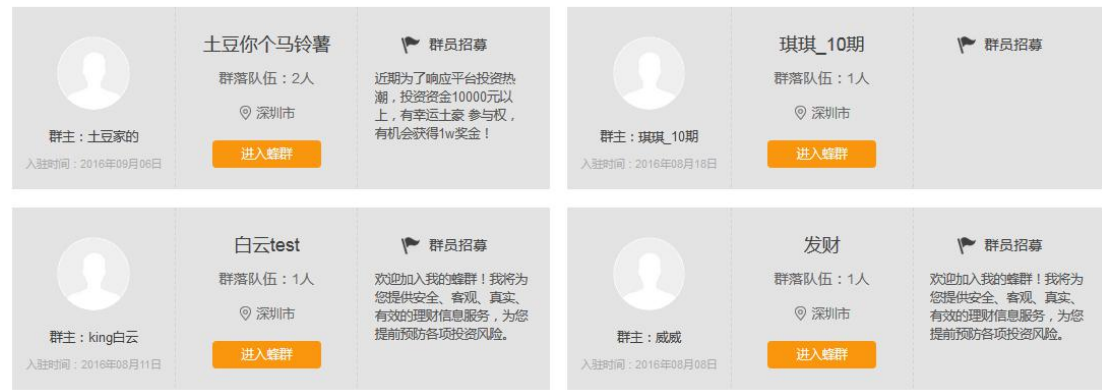 土豆你个马铃薯
群落队伍：2人
深圳市
进入蜂群
群主：土豆家的
入驻时间：2016年09月06日
群员招募
近期为了响应平台投资热
潮，投资资金10000元以
上，有幸运土豪 参与权，
有机会获得1w奖金！
琪琪_10期
群落队伍：1人
深圳市
进入蜂群
群主：琪琪_10期
入驻时间：2016年08月18日
群员招募
白云test
群落队伍：1人
深圳市
进入蜂群
群主：king白云
入驻时间：2016年08月11日
群员招募
欢迎加入我的蜂群！我将为
您提供安全、客观、真实、
有效的理财信息服务，为您
提前预防各项投资风险。
发财
群落队伍：1人
深圳市
进入蜂群
群主：威威
入驻时间：2016年08月08日
群员招募
欢迎加入我的蜂群！我将为
您提供安全、客观、真实、
有效的理财信息服务，为您
提前预防各项投资风险。